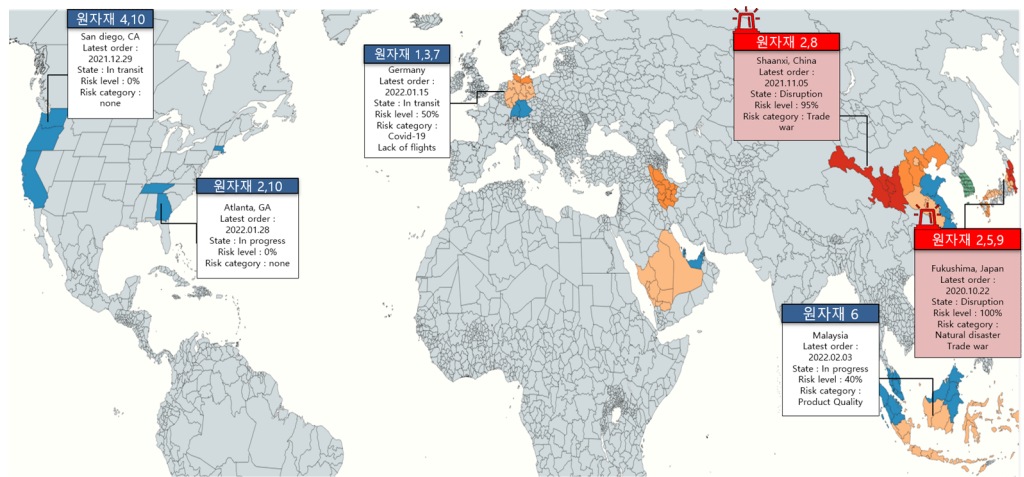 원자재 4,10
San diego, CA
Latest order :
2021.12.29
State : In transit
Risk level : 0%
Risk category :
none
원자재 2,10
Atlanta, GA
Latest order :
2022.01.28
State : In progress
Risk level : 0%
Risk category : none
원자재 1,3,7
Germany
Latest order :
2022.01.15
State : In transit
Risk level : 50%
Risk category :
Covid-19
Lack of flights
원자재 2,8
Shaanxi, China
Latest order :
2021.11.05
State : Disruption
Risk level : 95%
Risk category : Trade
war
원자재 2,5,9
Fukushima, Japan
Latest order :
2020.10.22
State : Disruption
Risk level : 100%
Risk category :
Natural disaster
Trade war
원자재 6
Malaysia
Latest order :
2022.02.03
State : In progress
Risk level : 40%
Risk category :
Product Quality